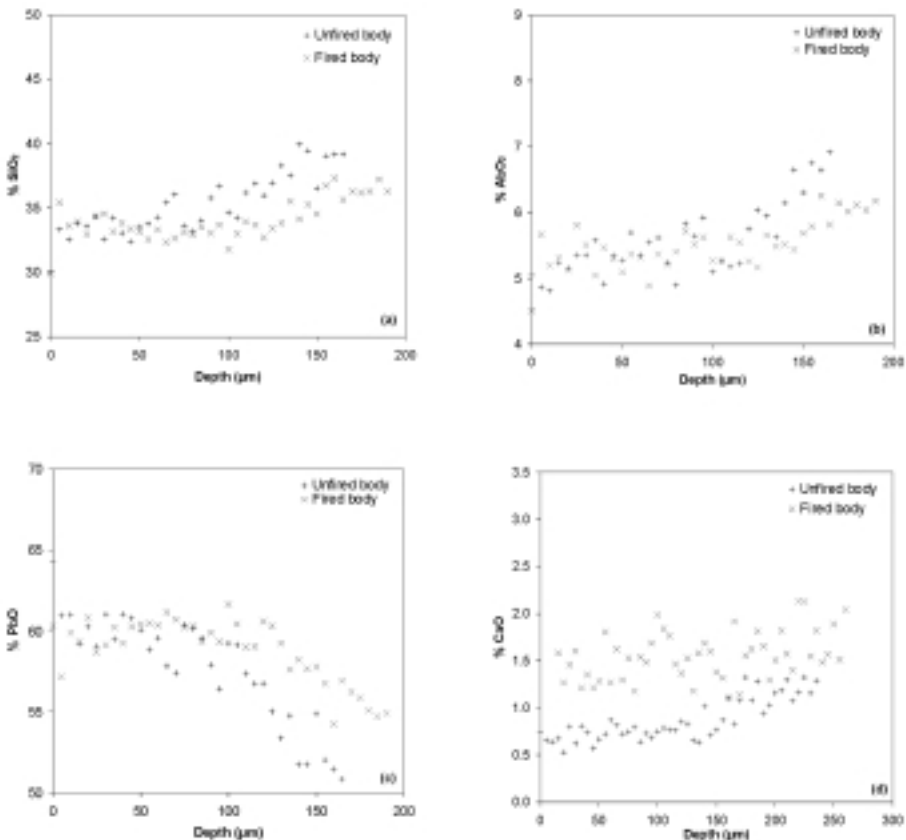 50
45
40
35
30
25
% SiO₂
+ Unfired body
× Fired body
(a)
0 50 100 150 200
Depth (µm)
9
8
7
6
5
4
% Al₂O₃
+ Unfired body
× Fired body
(b)
0 50 100 150 200
Depth (µm)
70
65
60
55
50
% PbO
+ Unfired body
× Fired body
(c)
0 50 100 150 200
Depth (µm)
3.5
3.0
2.5
2.0
1.5
1.0
0.5
0.0
% CaO
+ Unfired body
× Fired body
(d)
0 50 100 150 200 250 300
Depth (µm)